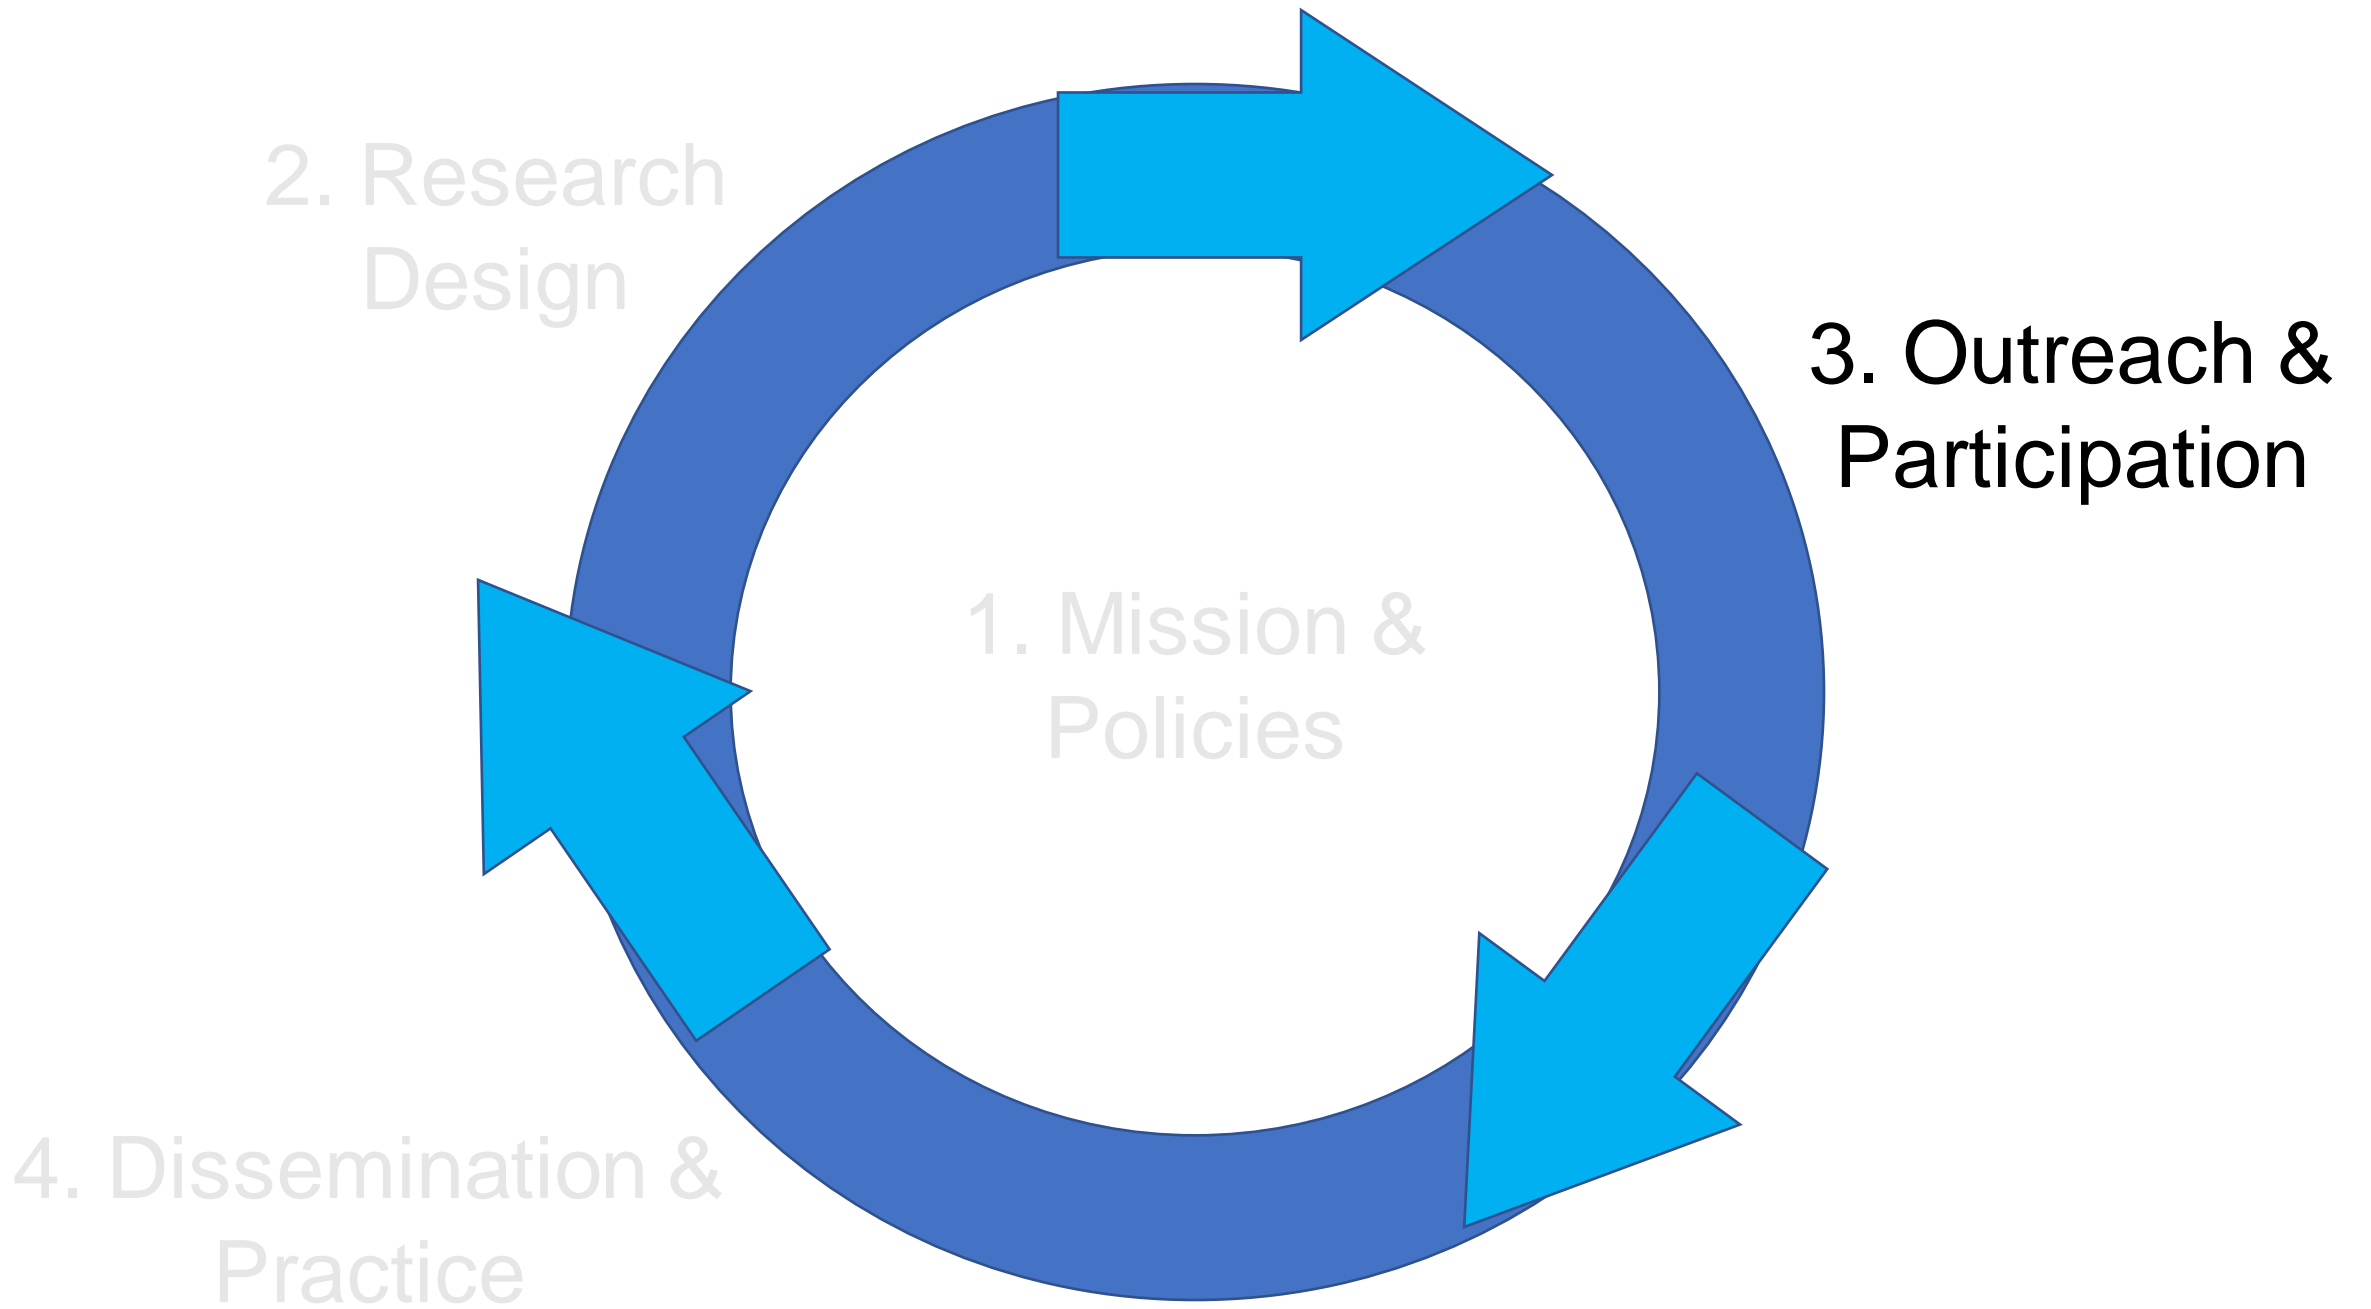 2. Research
Design
3. Outreach &
Participation
1. Mission &
Policies
4. Dissemination &
Practice